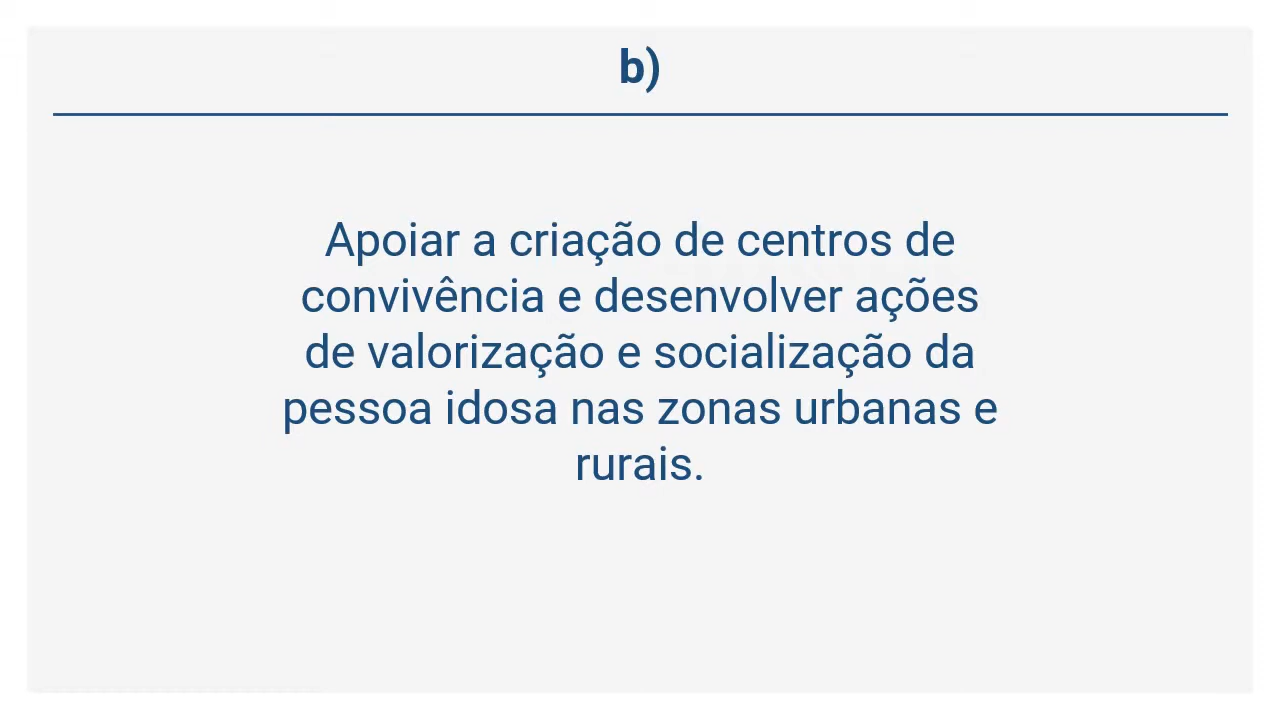 b)
Apoiar a criação de centros de
convivência e desenvolver ações
de valorização e socialização da
pessoa idosa nas zonas urbanas e
rurais.